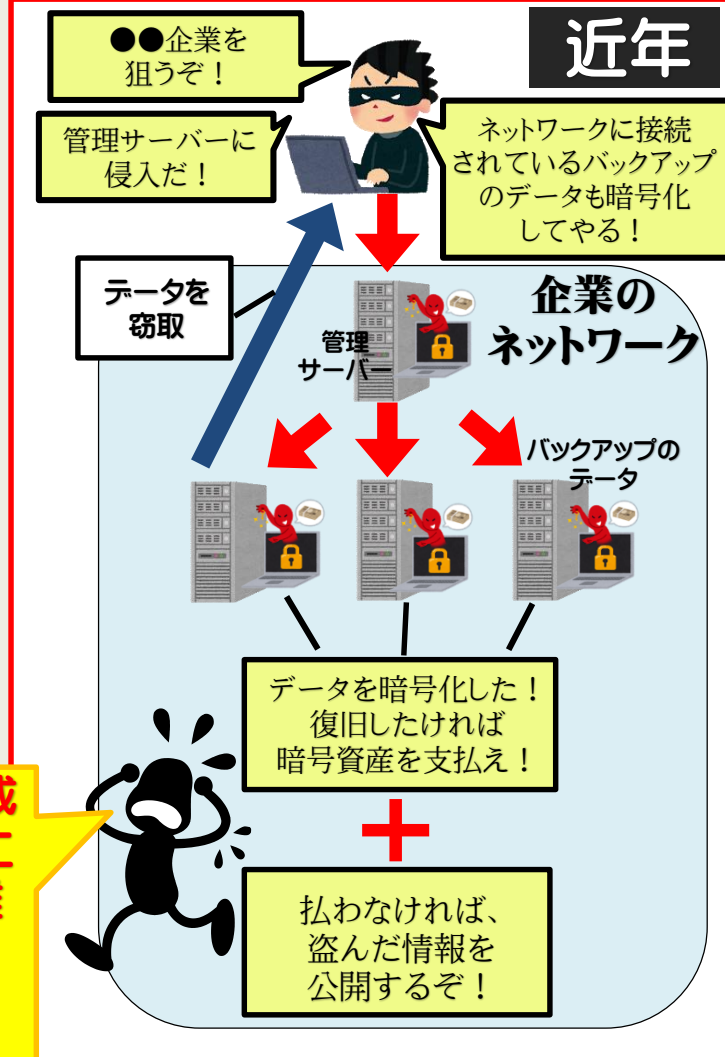 近年
●●企業を
狙うぞ！
管理サーバーに
侵入だ！
ネットワークに接続
されているバックアップ
のデータも暗号化
してやる！
データを
窃取
企業の
ネットワーク
管理
サーバー
バックアップの
データ
データを暗号化した！
復旧したければ
暗号資産を支払え！
払わなければ、
盗んだ情報を
公開するぞ！